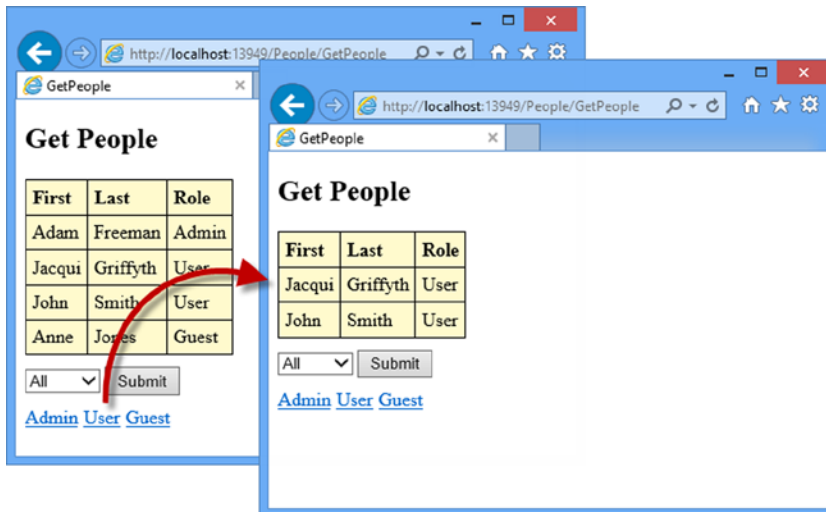 http://localhost:13949/People/GetPeople
GetPeople
Get People
First Last Role
Adam Freeman Admin
Jacqui Griffyth User
John Smith User
Anne Jones Guest
All Submit
Admin User Guest
http://localhost:13949/People/GetPeople
GetPeople
Get People
First Last Role
Jacqui Griffyth User
John Smith User
All Submit
Admin User Guest